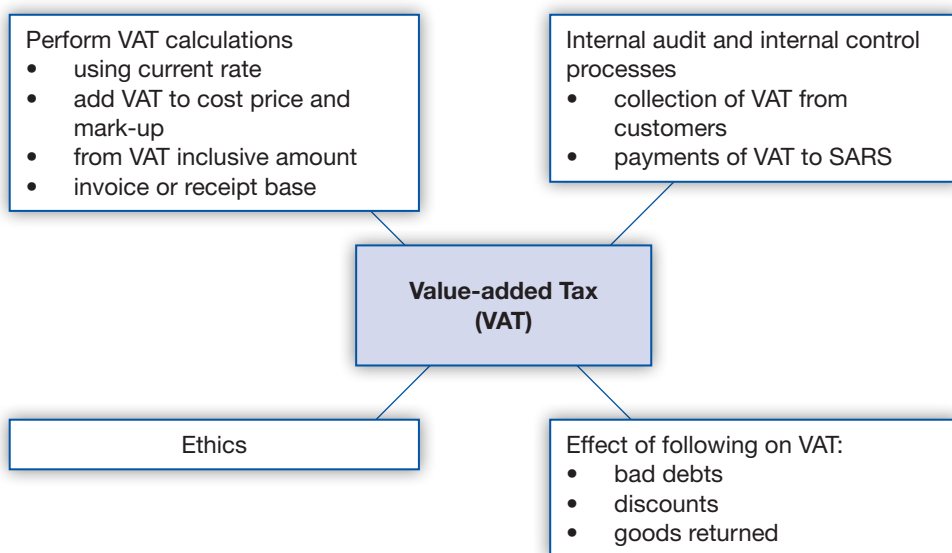 Perform VAT calculations
• using current rate
• add VAT to cost price and
mark-up
• from VAT inclusive amount
• invoice or receipt base
Internal audit and internal control
processes
• collection of VAT from
customers
• payments of VAT to SARS
Value-added Tax
(VAT)
Ethics
Effect of following on VAT:
• bad debts
• discounts
• goods returned